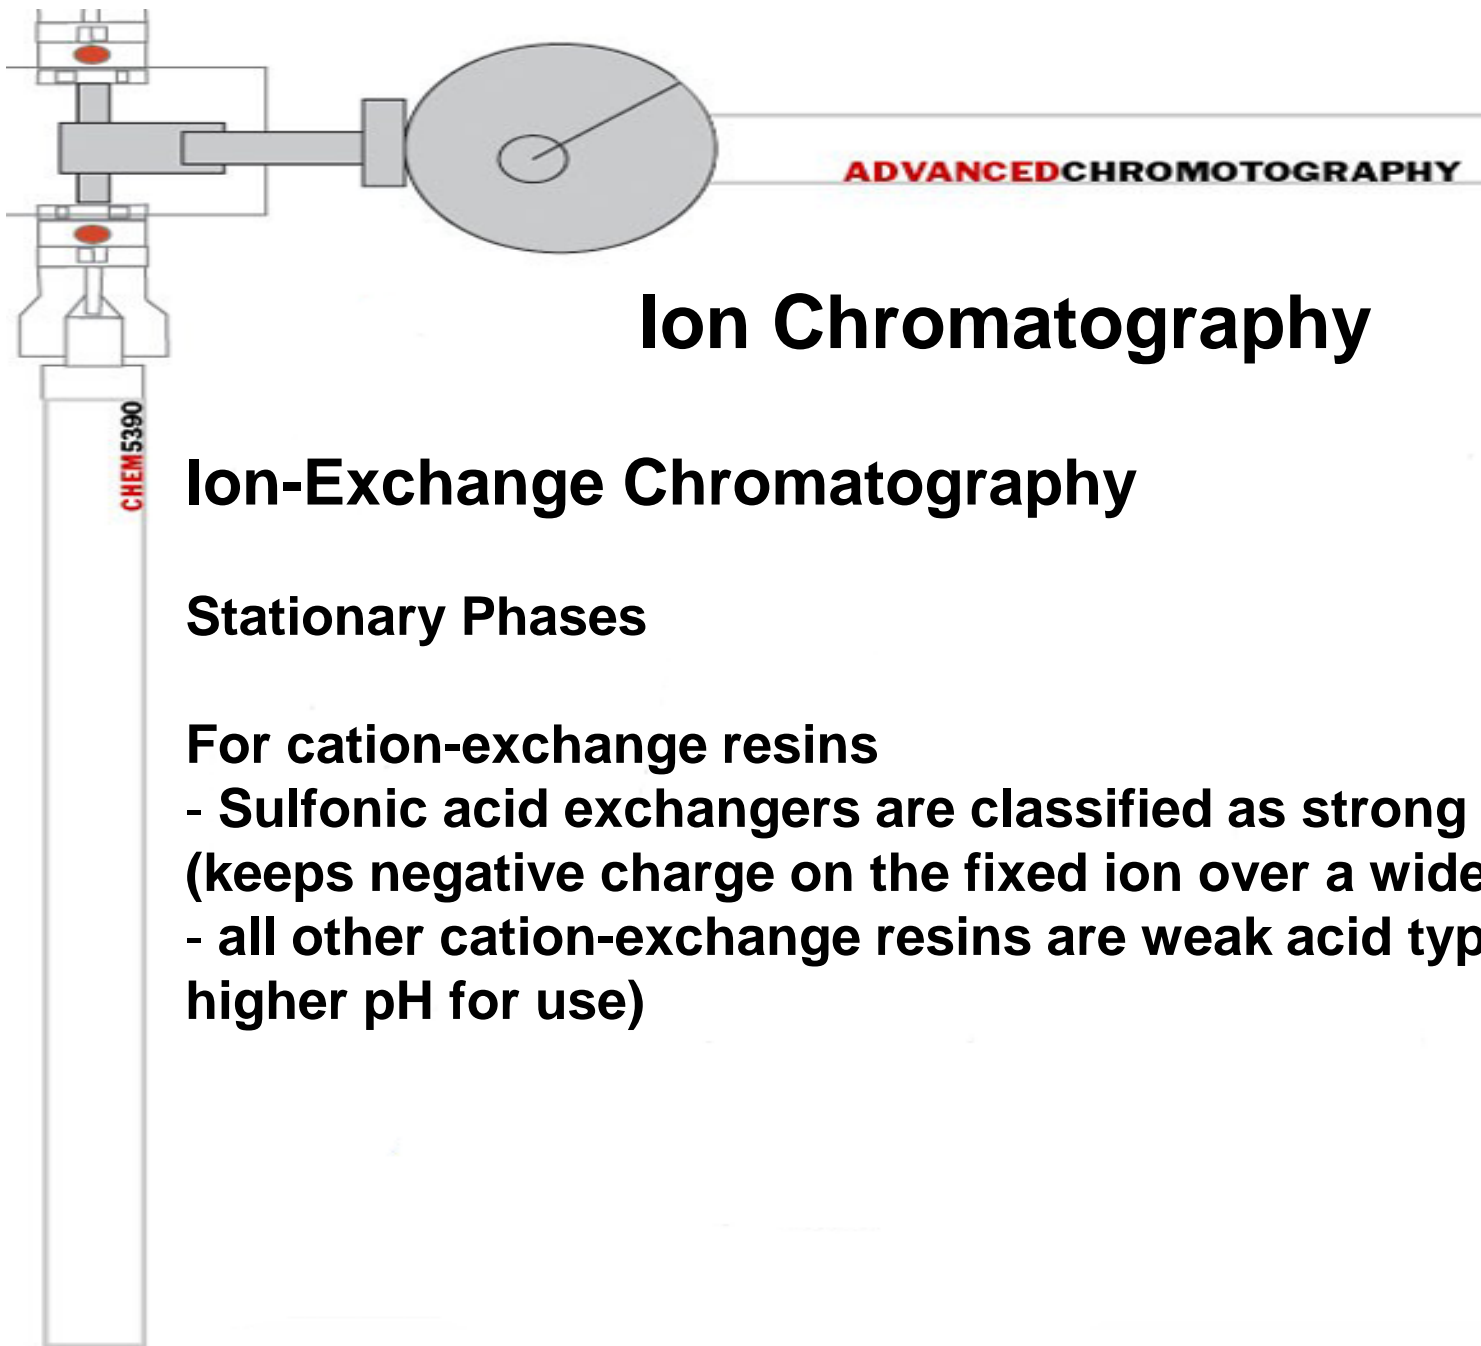 ADVANCEDCHROMOTOGRAPHY
Ion Chromatography
CHEM5390
Ion-Exchange Chromatography
Stationary Phases
For cation-exchange resins
- Sulfonic acid exchangers are classified as strong
(keeps negative charge on the fixed ion over a wide
- all other cation-exchange resins are weak acid typ
higher pH for use)